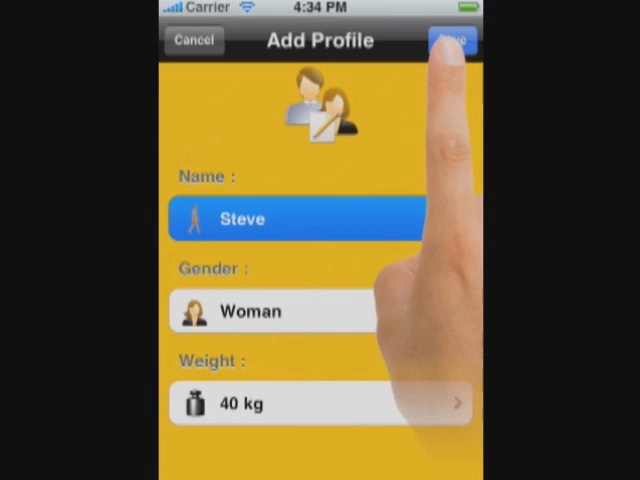 Carrier 4:34 PM
Cancel Add Profile
Name :
Steve
Gender :
Woman
Weight :
40 kg